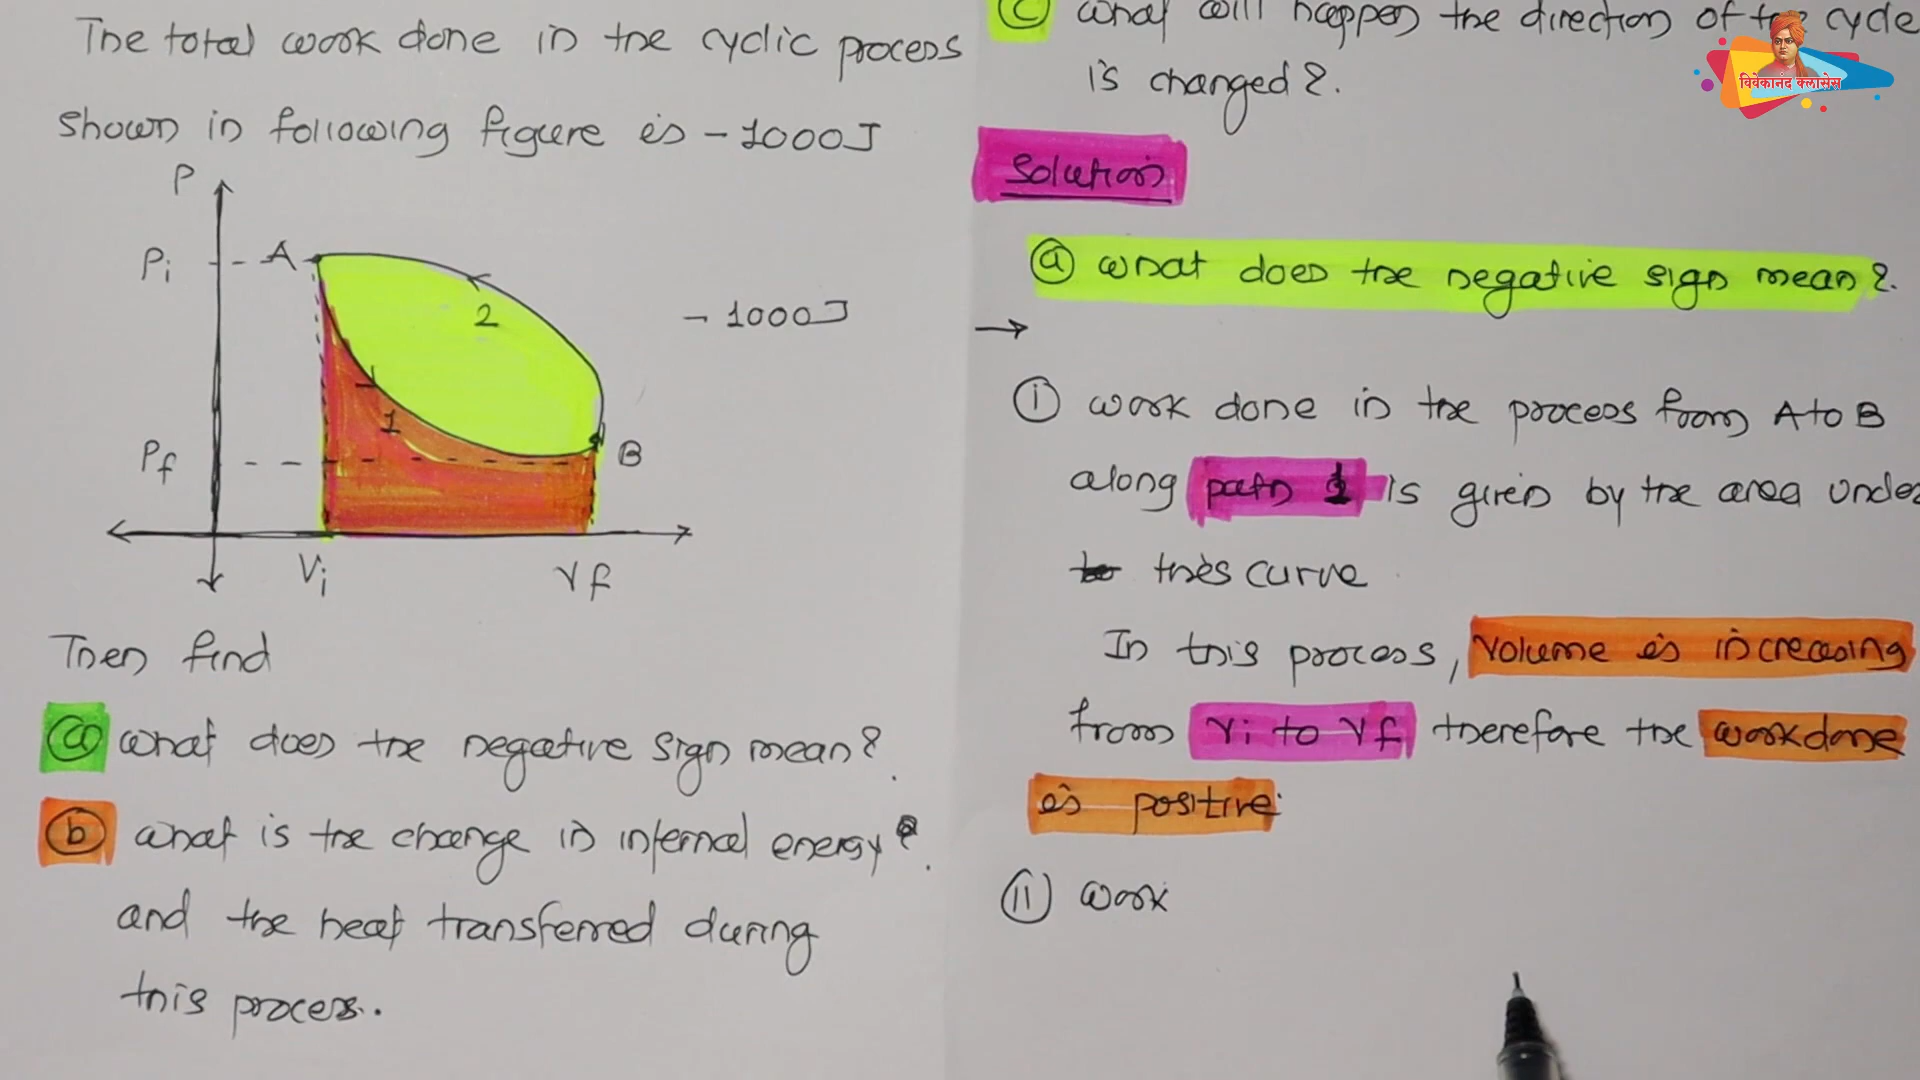 The total work done in the cyclic process
shown in following figure is - 1000J
P
Pi
A
2
- 1000J
1
Pf
B
Vi
Vf
Then find
(a) what does the negative sign mean?
(b) what is the change in internal energy?
and the heat transferred during
this process.
(c) what will happen the direction of the cycle
is changed?
विवेकानंद क्लासेस
Solution
(a) what does the negative sign mean?
→
(i) work done in the process from A to B
along path 1 is given by the area under
this curve
In this process, volume is increasing
from Vi to Vf therefore the workdone
is positive
(ii) work